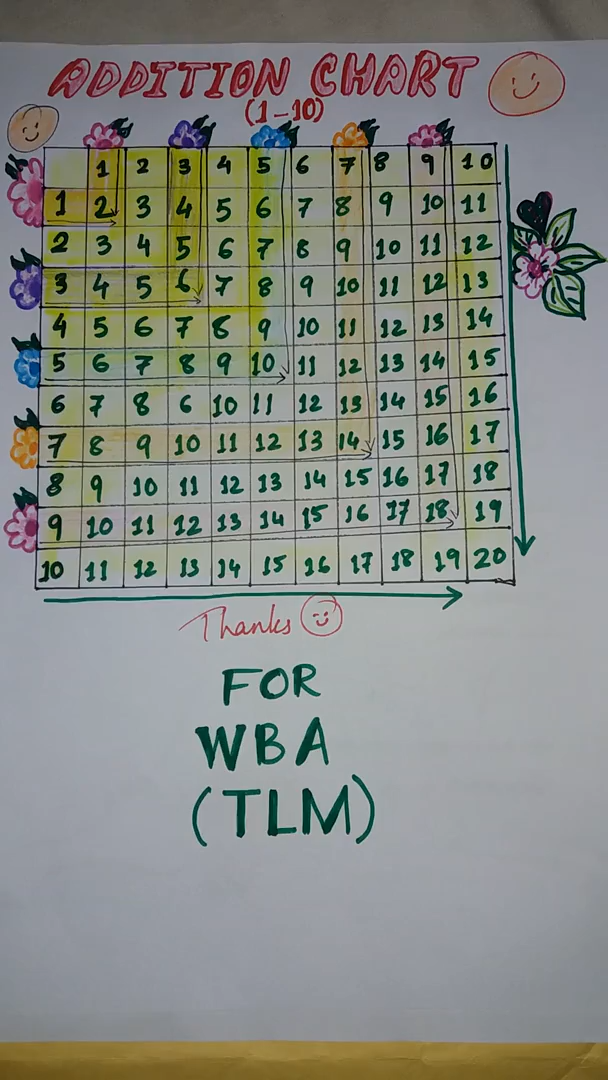 ADDITION CHART
(1-10)
1 2 3 4 5 6 7 8 9 10
1 2 3 4 5 6 7 8 9 10 11
2 3 4 5 6 7 8 9 10 11 12
3 4 5 6 7 8 9 10 11 12 13
4 5 6 7 8 9 10 11 12 13 14
5 6 7 8 9 10 11 12 13 14 15
6 7 8 6 10 11 12 13 14 15 16
7 8 9 10 11 12 13 14 15 16 17
8 9 10 11 12 13 14 15 16 17 18
9 10 11 12 13 14 15 16 17 18 19
10 11 12 13 14 15 16 17 18 19 20
Thanks
FOR
WBA
(TLM)